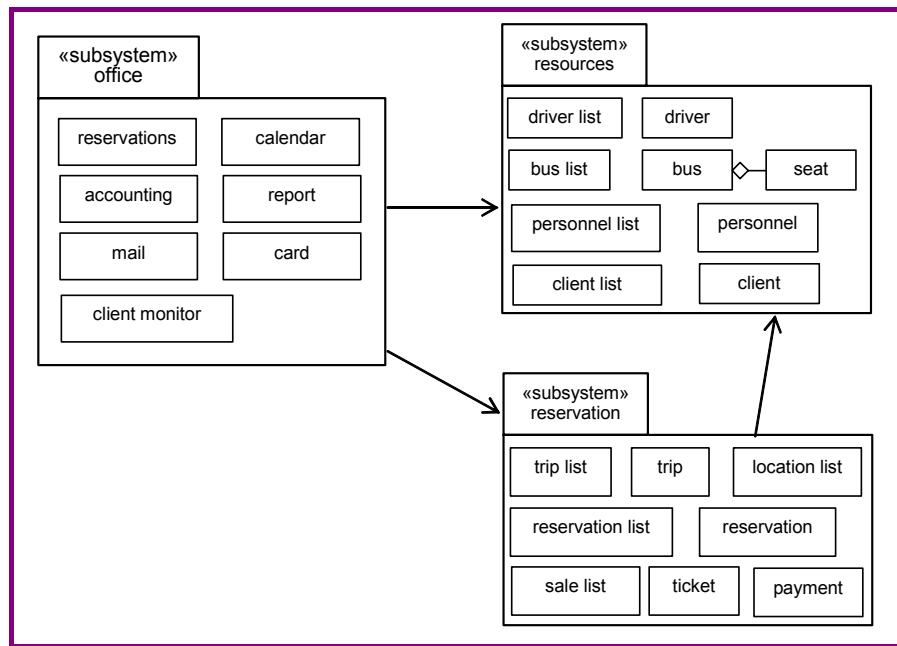 «subsystem»
office
reservations
calendar
accounting
report
mail
card
client monitor
«subsystem»
resources
driver list
driver
bus list
bus
seat
personnel list
personnel
client list
client
«subsystem»
reservation
trip list
trip
location list
reservation list
reservation
sale list
ticket
payment